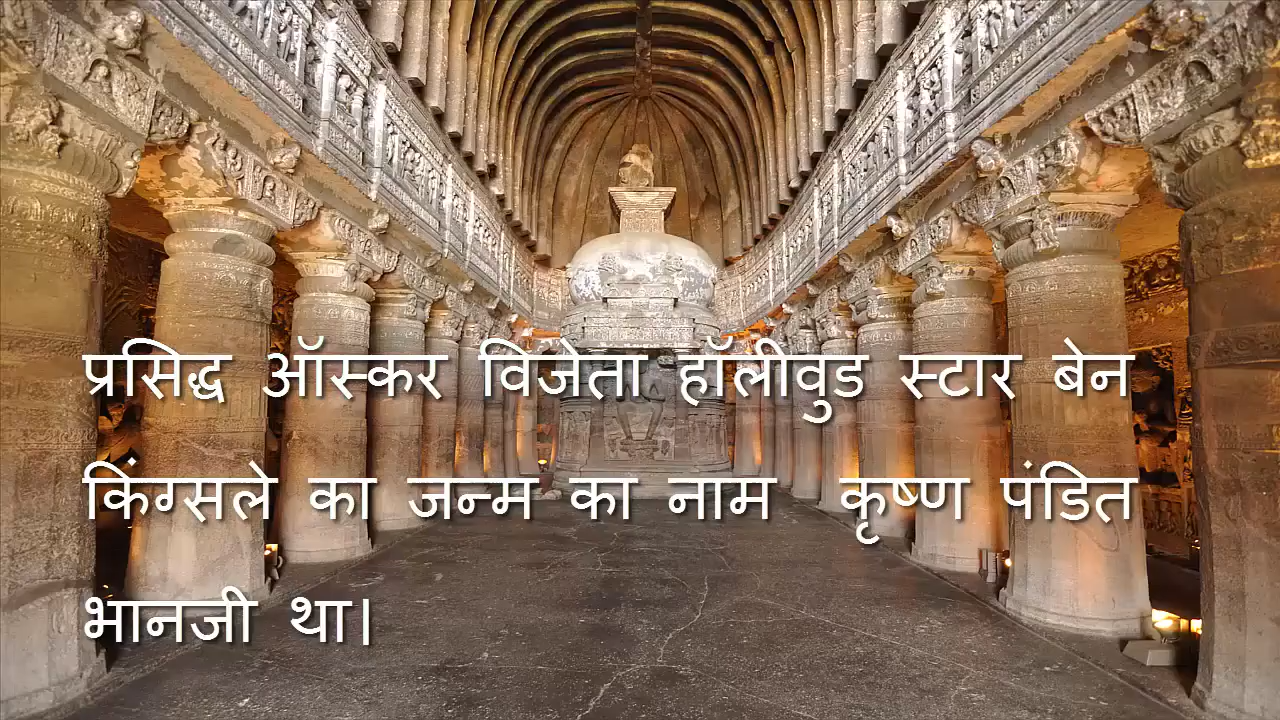 प्रसिद्ध ऑस्कर विजेता हॉलीवुड स्टार बेन
किंग्सले का जन्म का नाम कृष्ण पंडित
भानजी था।